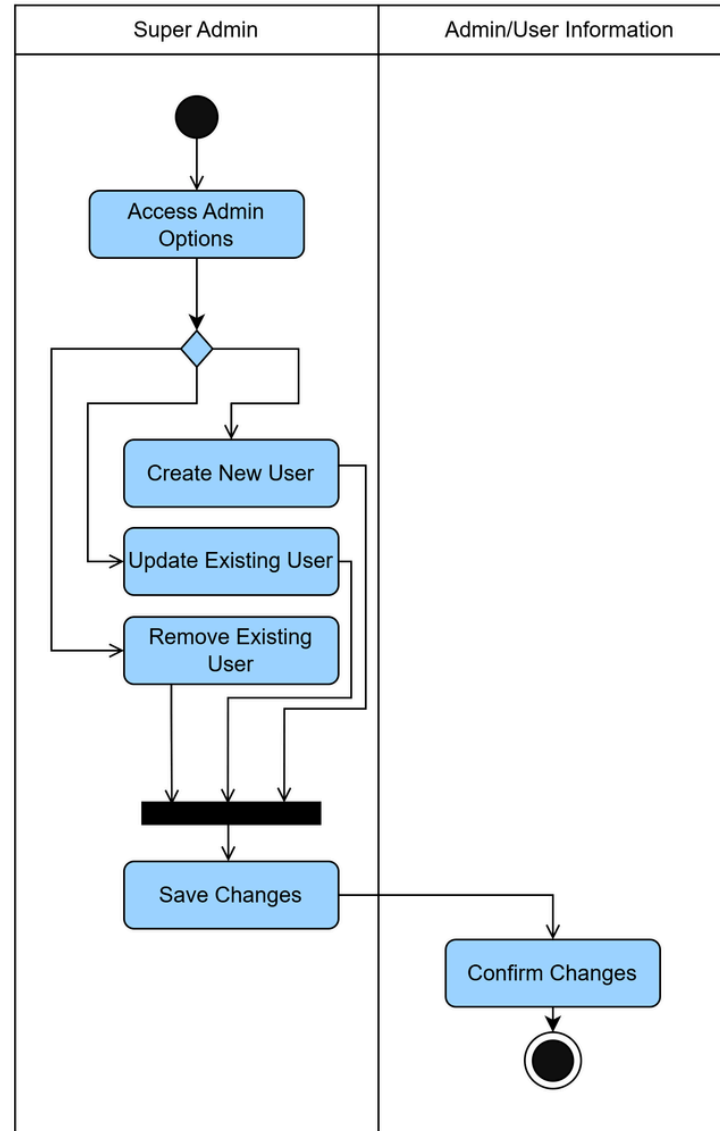 Super Admin
Admin/User Information
Access Admin
Options
Create New User
Update Existing User
Remove Existing
User
Save Changes
Confirm Changes